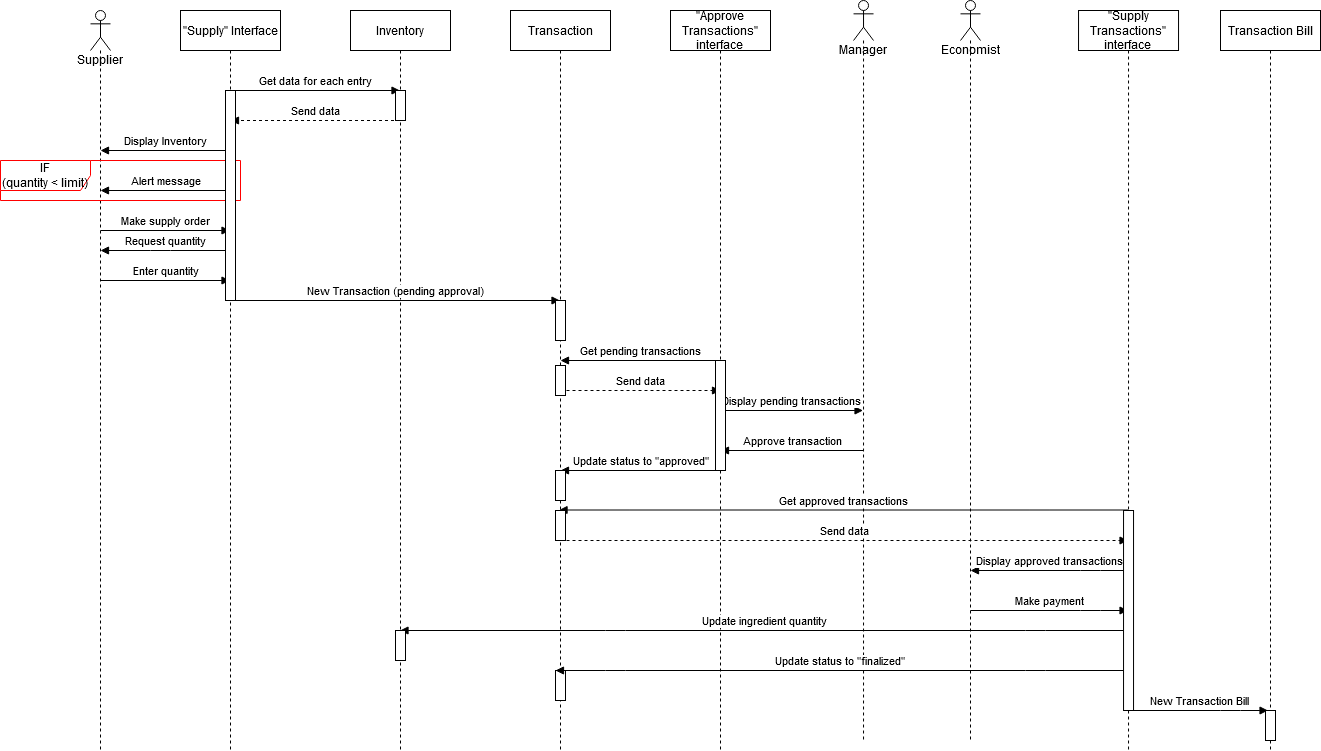 "Supply" Interface
Inventory
Transaction
"Approve
Transactions"
interface
"Supply
Transactions"
interface
Transaction Bill
Supplier
Manager
Economist
Get data for each entry
Send data
Display Inventory
IF
(quantity < limit)
Alert message
Make supply order
Request quantity
Enter quantity
New Transaction (pending approval)
Get pending transactions
Send data
Display pending transactions
Approve transaction
Update status to "approved"
Get approved transactions
Send data
Display approved transactions
Make payment
Update ingredient quantity
Update status to "finalized"
New Transaction Bill